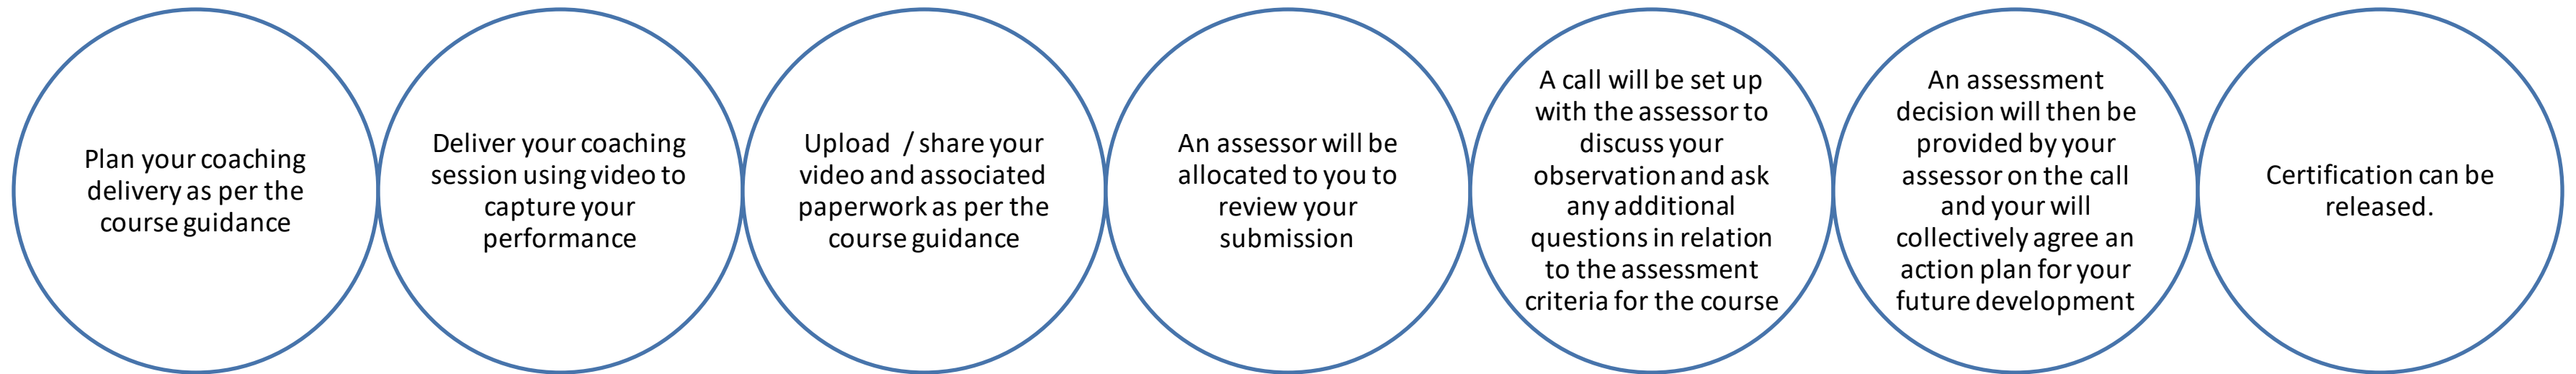 Plan your coaching
delivery as per the
course guidance
Deliver your coaching
session using video to
capture your
performance
Upload / share your
video and associated
paperwork as per the
course guidance
An assessor will be
allocated to you to
review your
submission
A call will be set up
with the assessor to
discuss your
observation and ask
any additional
questions in relation
to the assessment
criteria for the course
An assessment
decision will then be
provided by your
assessor on the call
and your will
collectively agree an
action plan for your
future development
Certification can be
released.